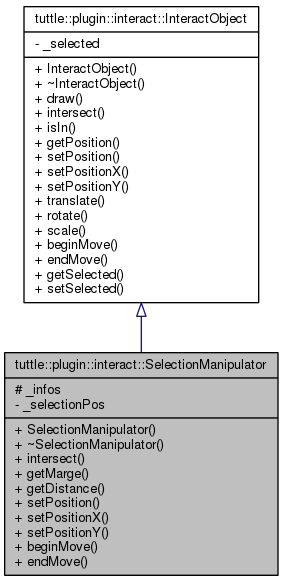 tuttle::plugin::interact::InteractObject
- _selected
+ InteractObject()
+ ~InteractObject()
+ draw()
+ intersect()
+ isIn()
+ getPosition()
+ setPosition()
+ setPositionX()
+ setPositionY()
+ translate()
+ rotate()
+ scale()
+ beginMove()
+ endMove()
+ getSelected()
+ setSelected()
tuttle::plugin::interact::SelectionManipulator
# _infos
- _selectionPos
+ SelectionManipulator()
+ ~SelectionManipulator()
+ intersect()
+ getMarge()
+ getDistance()
+ setPosition()
+ setPositionX()
+ setPositionY()
+ beginMove()
+ endMove()